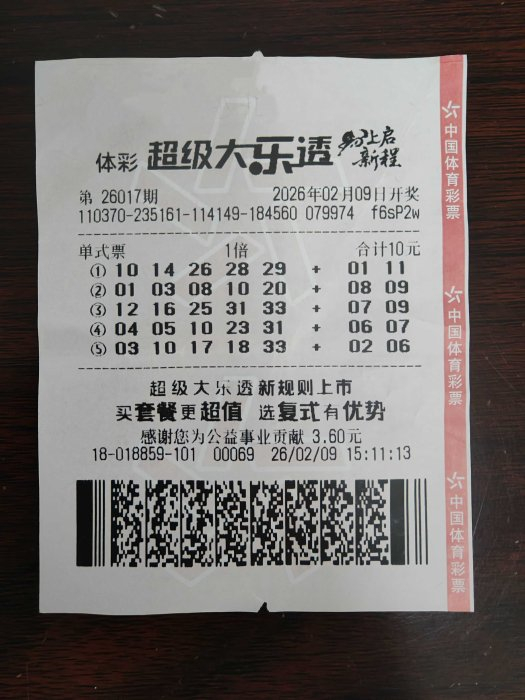 体彩 超级大乐透 马上启新程
第 26017期 2026年02月09日开奖
110370-235161-114149-184560 079974 f6sP2w
单式票 1倍 合计10元
① 10 14 26 28 29 + 01 11
② 01 03 08 10 20 + 08 09
③ 12 16 25 31 33 + 07 09
④ 04 05 10 23 31 + 06 07
⑤ 03 10 17 18 33 + 02 06
超级大乐透新规则上市
买套餐更超值 选复式有优势
感谢您为公益事业贡献 3.60元
18-018859-101 00069 26/02/09 15:11:13
中国体育彩票
中国体育彩票
中国体育彩票